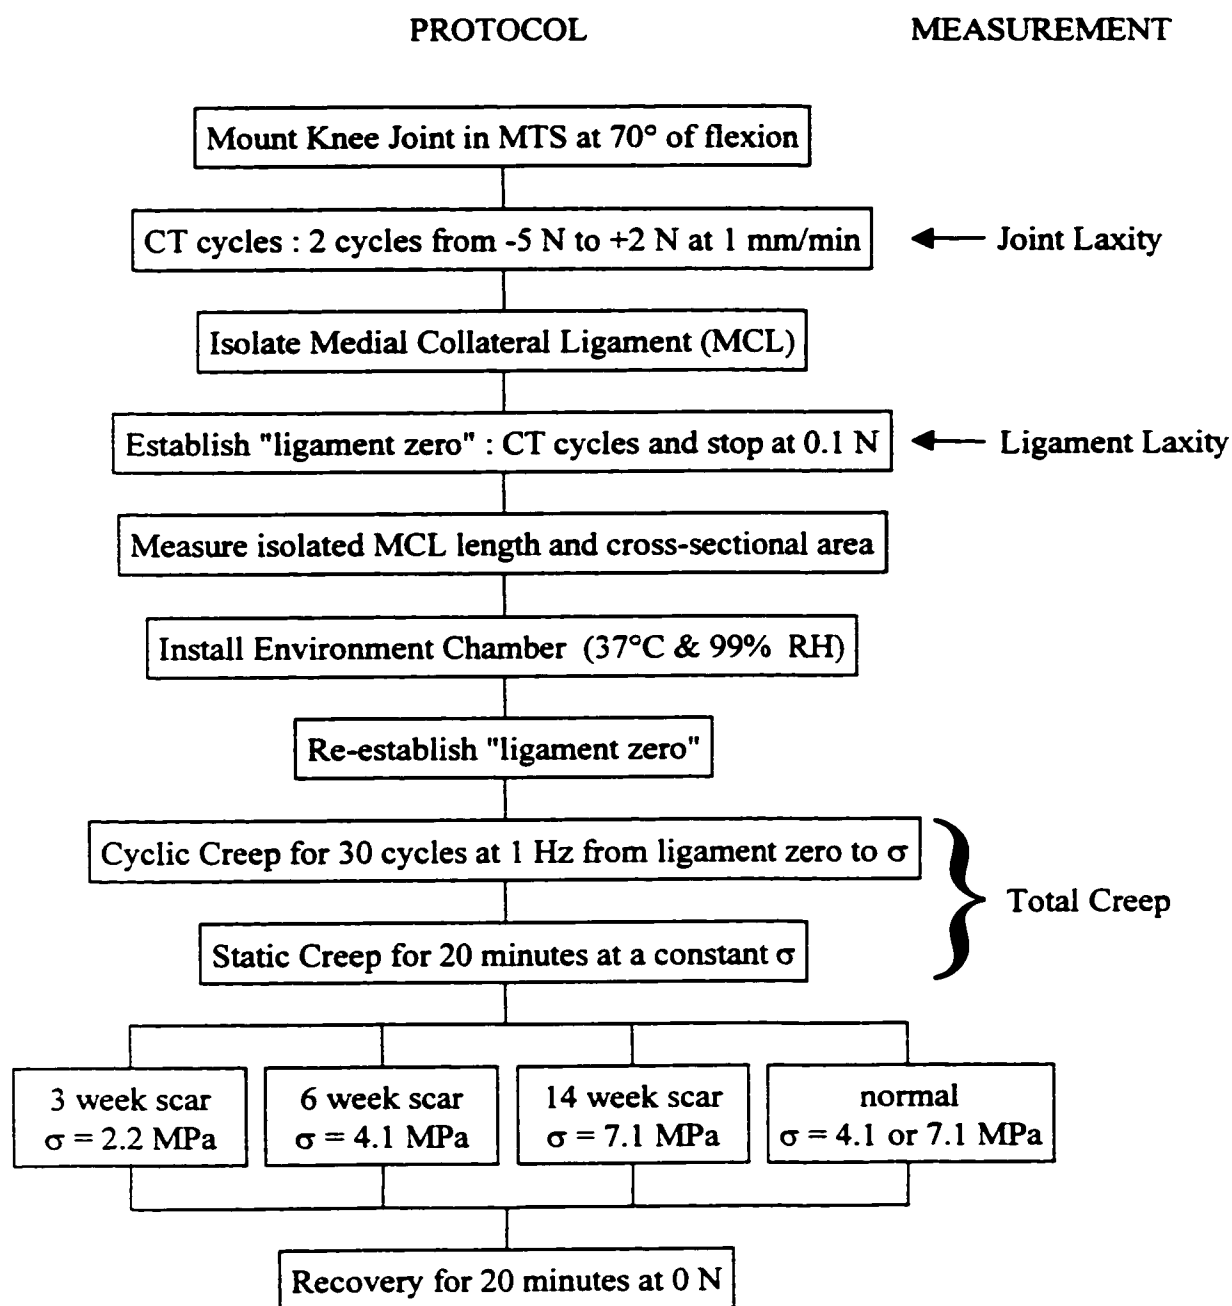 PROTOCOL MEASUREMENT
Mount Knee Joint in MTS at 70° of flexion
CT cycles : 2 cycles from -5 N to +2 N at 1 mm/min
Joint Laxity
Isolate Medial Collateral Ligament (MCL)
Establish "ligament zero" : CT cycles and stop at 0.1 N
Ligament Laxity
Measure isolated MCL length and cross-sectional area
Install Environment Chamber (37°C & 99% RH)
Re-establish "ligament zero"
Cyclic Creep for 30 cycles at 1 Hz from ligament zero to σ
Total Creep
Static Creep for 20 minutes at a constant σ
3 week scar
σ = 2.2 MPa
6 week scar
σ = 4.1 MPa
14 week scar
σ = 7.1 MPa
normal
σ = 4.1 or 7.1 MPa
Recovery for 20 minutes at 0 N